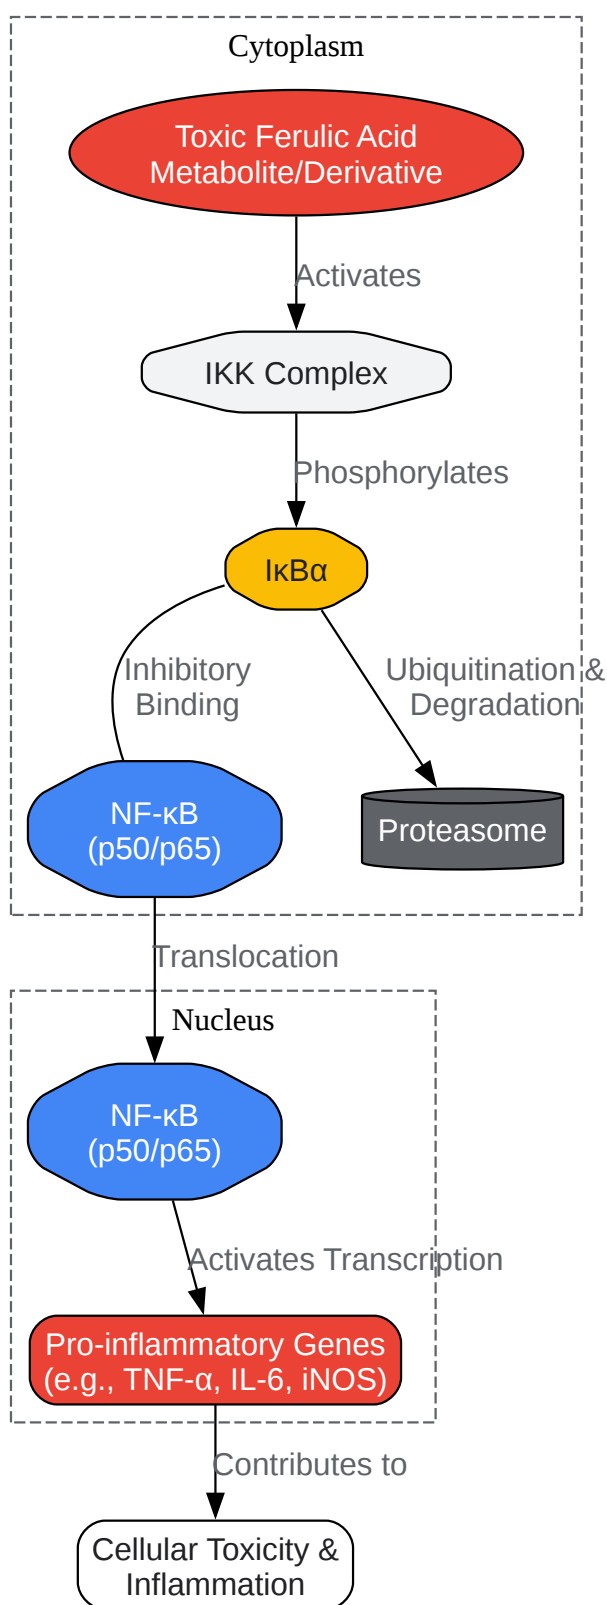 Cytoplasm
Toxic Ferulic Acid
Metabolite/Derivative
Activates
IKK Complex
Phosphorylates
IκBα
Inhibitory
Binding
Ubiquitination &
Degradation
NF-κB
(p50/p65)
Proteasome
Translocation
Nucleus
NF-κB
(p50/p65)
Activates Transcription
Pro-inflammatory Genes
(e.g., TNF-α, IL-6, iNOS)
Contributes to
Cellular Toxicity &
Inflammation